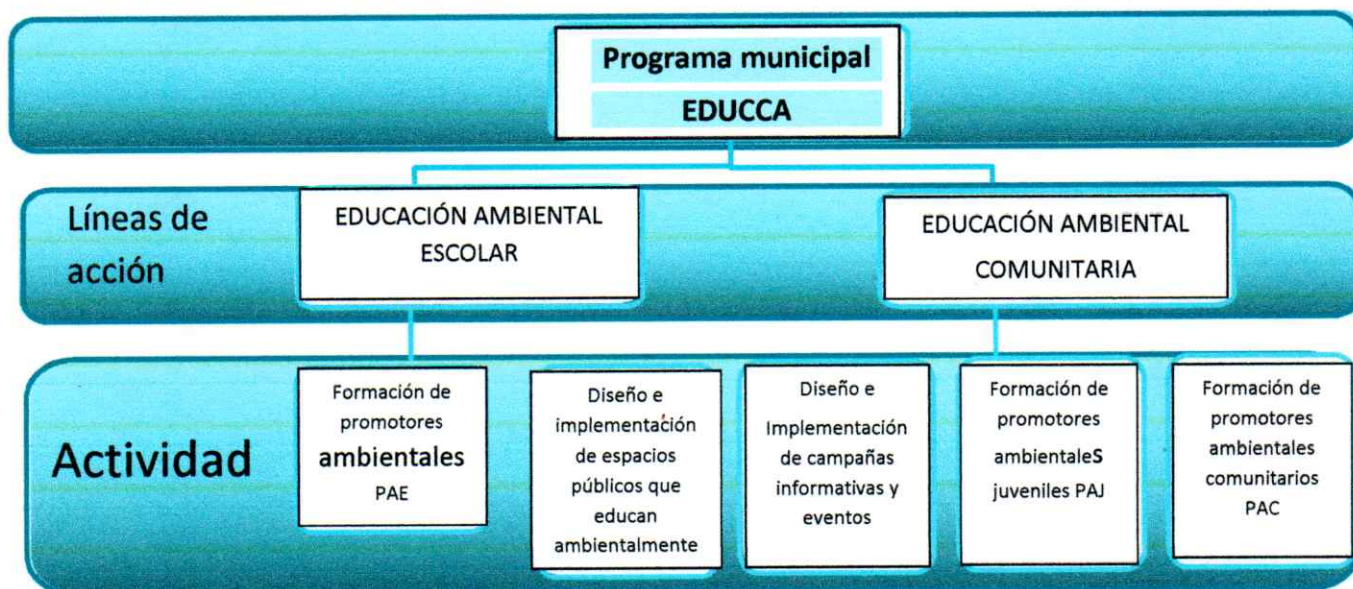 Programa municipal
EDUCCA
Líneas de
acción
EDUCACIÓN AMBIENTAL
ESCOLAR
EDUCACIÓN AMBIENTAL
COMUNITARIA
Actividad
Formación de
promotores
ambientales
PAE
Diseño e
implementación
de espacios
públicos que
educan
ambientalmente
Diseño e
Implementación
de campañas
informativas y
eventos
Formación de
promotores
ambientaleS
juveniles PAJ
Formación de
promotores
ambientales
comunitarios
PAC